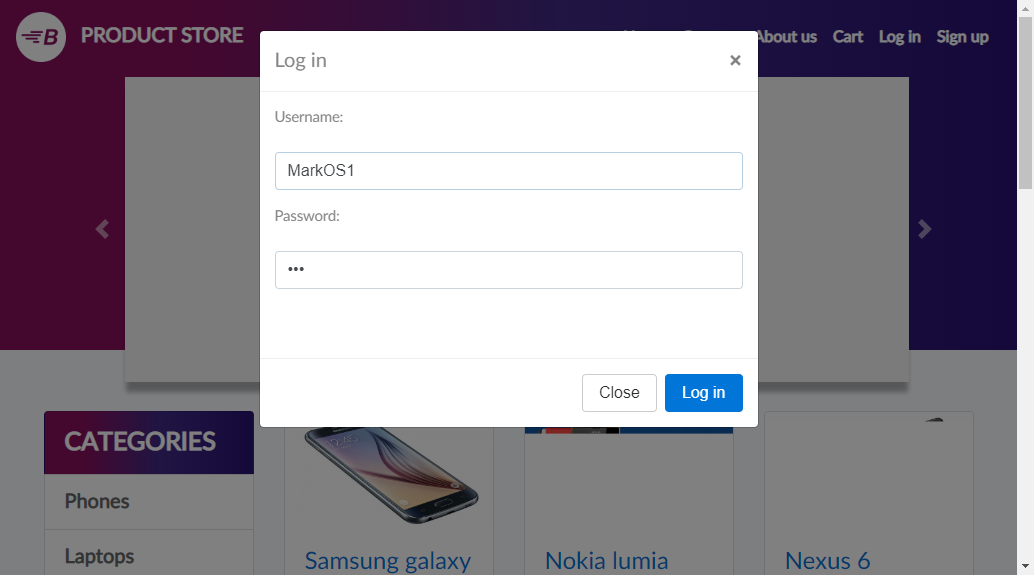 B PRODUCT STORE
About us Cart Log in Sign up
Log in ×
Username:
MarkOS1
Password:
•••
Close Log in
CATEGORIES
Phones
Laptops
Samsung galaxy
Nokia lumia
Nexus 6